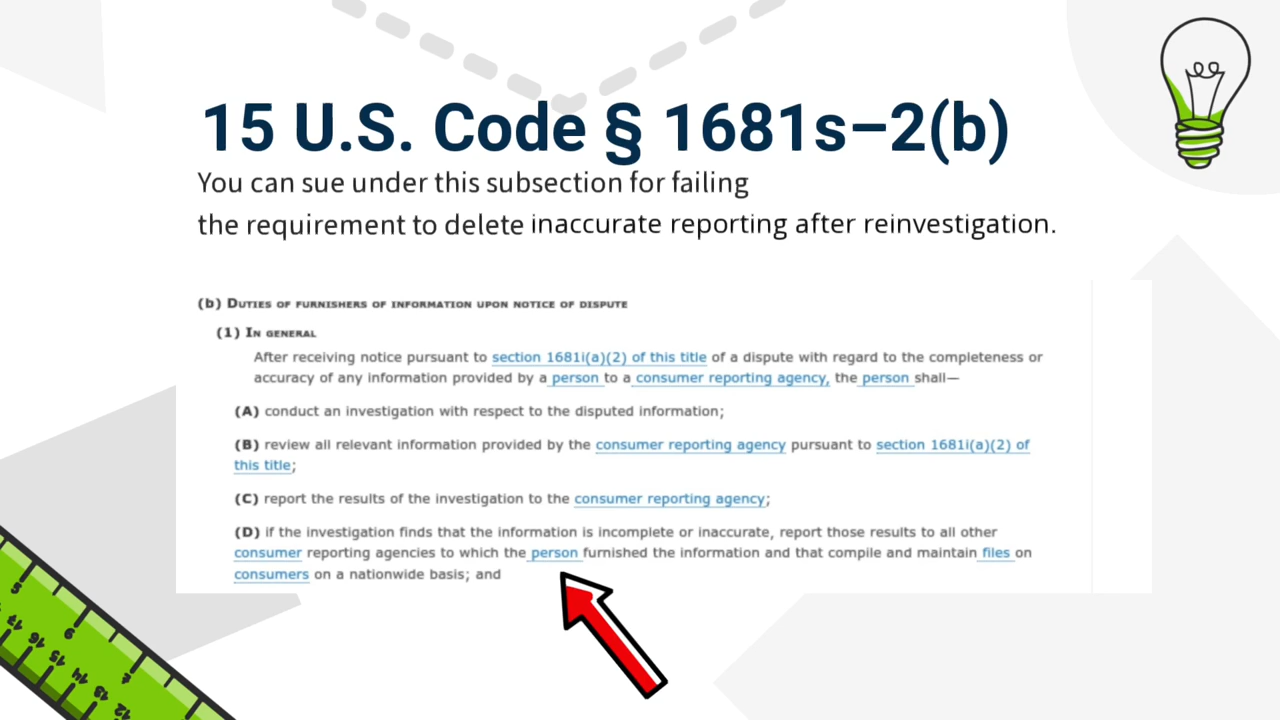 15 U.S. Code § 1681s–2(b)
You can sue under this subsection for failing
the requirement to delete inaccurate reporting after reinvestigation.
(b) Duties of furnishers of information upon notice of dispute
(1) In general
After receiving notice pursuant to section 1681i(a)(2) of this title of a dispute with regard to the completeness or
accuracy of any information provided by a person to a consumer reporting agency, the person shall—
(A) conduct an investigation with respect to the disputed information;
(B) review all relevant information provided by the consumer reporting agency pursuant to section 1681i(a)(2) of
this title;
(C) report the results of the investigation to the consumer reporting agency;
(D) if the investigation finds that the information is incomplete or inaccurate, report those results to all other
consumer reporting agencies to which the person furnished the information and that compile and maintain files on
consumers on a nationwide basis; and